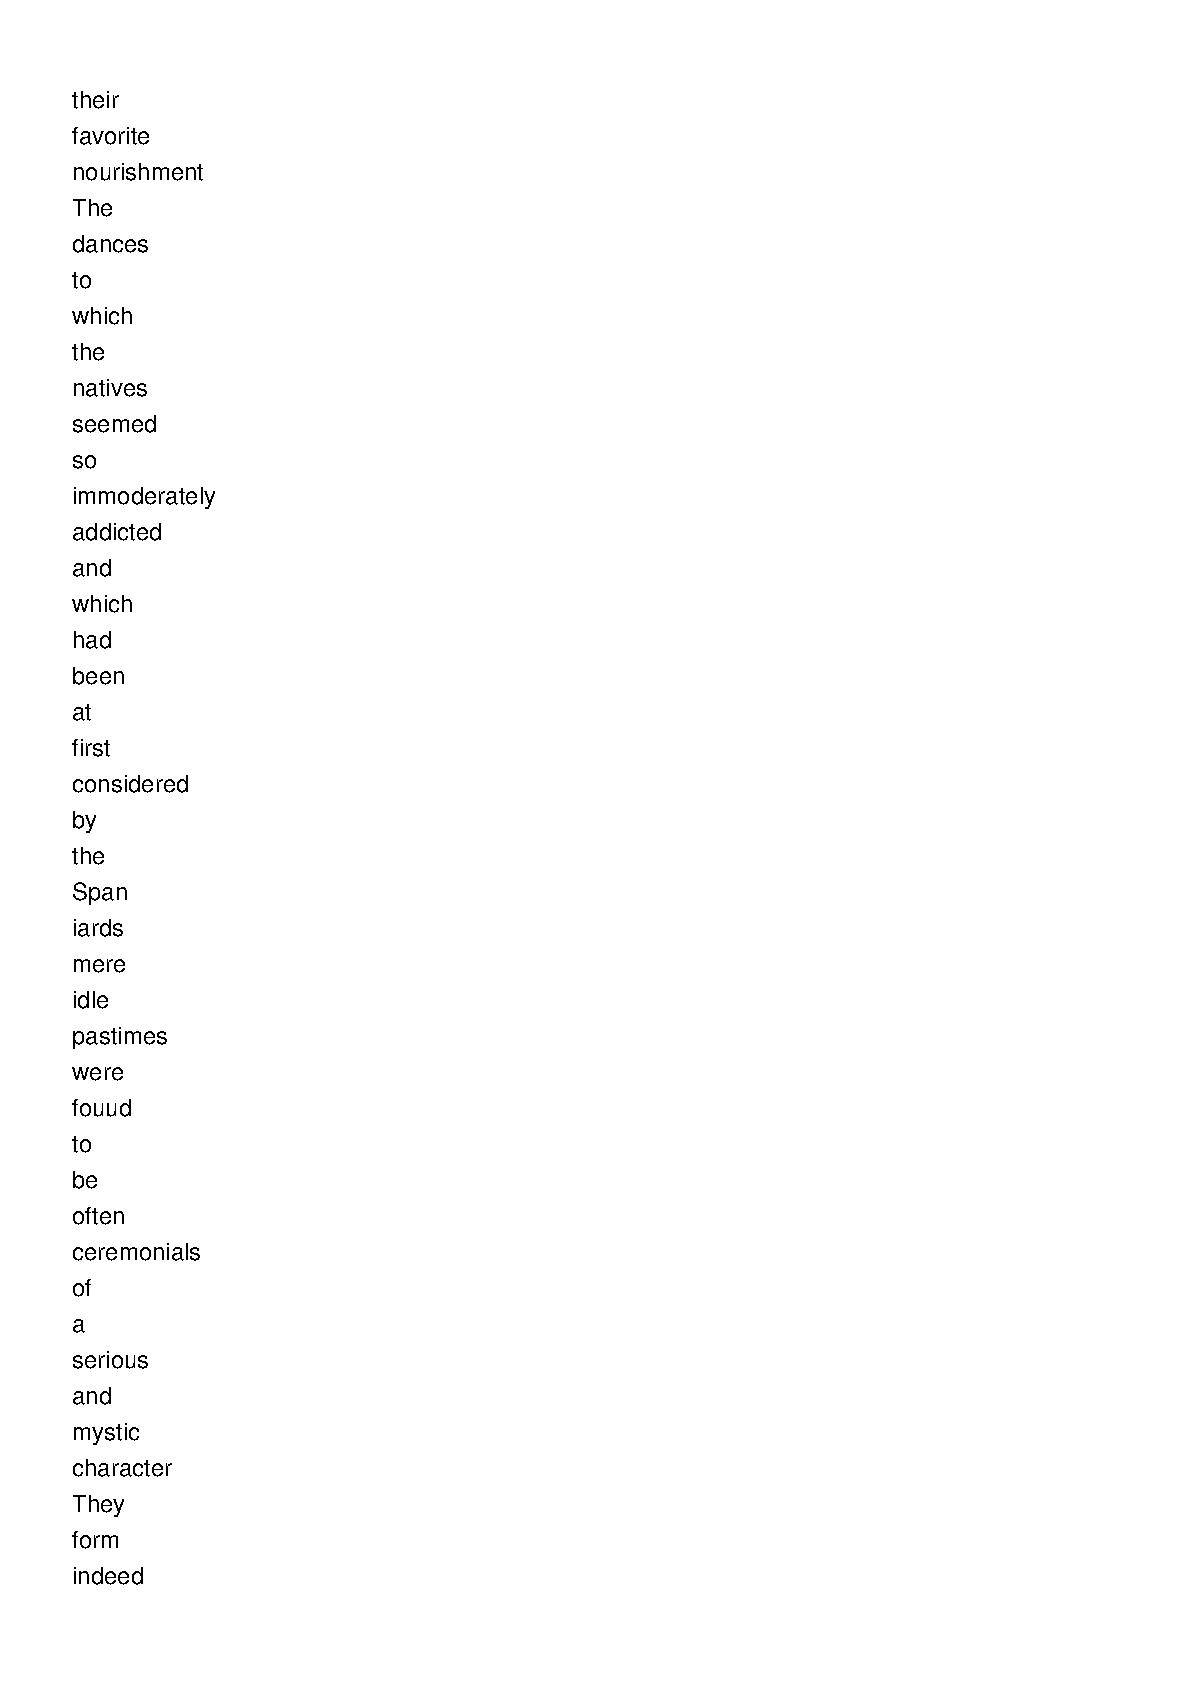 their
favorite
nourishment
The
dances
to
which
the
natives
seemed
so
immoderately
addicted
and
which
had
been
at
first
considered
by
the
Span
iards
mere
idle
pastimes
were
fouud
to
be
often
ceremonials
of
a
serious
and
mystic
character
They
form
indeed